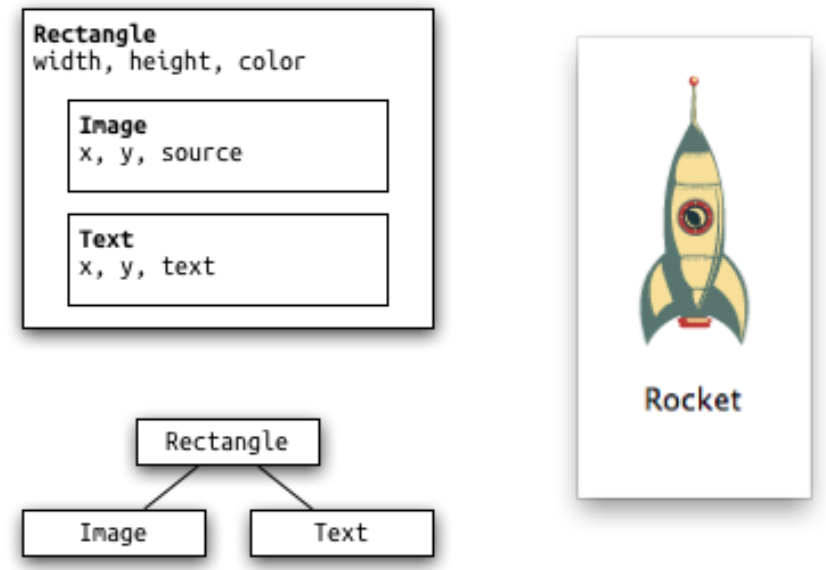 Rectangle
width, height, color
Image
x, y, source
Text
x, y, text
Rocket
Rectangle
Image
Text